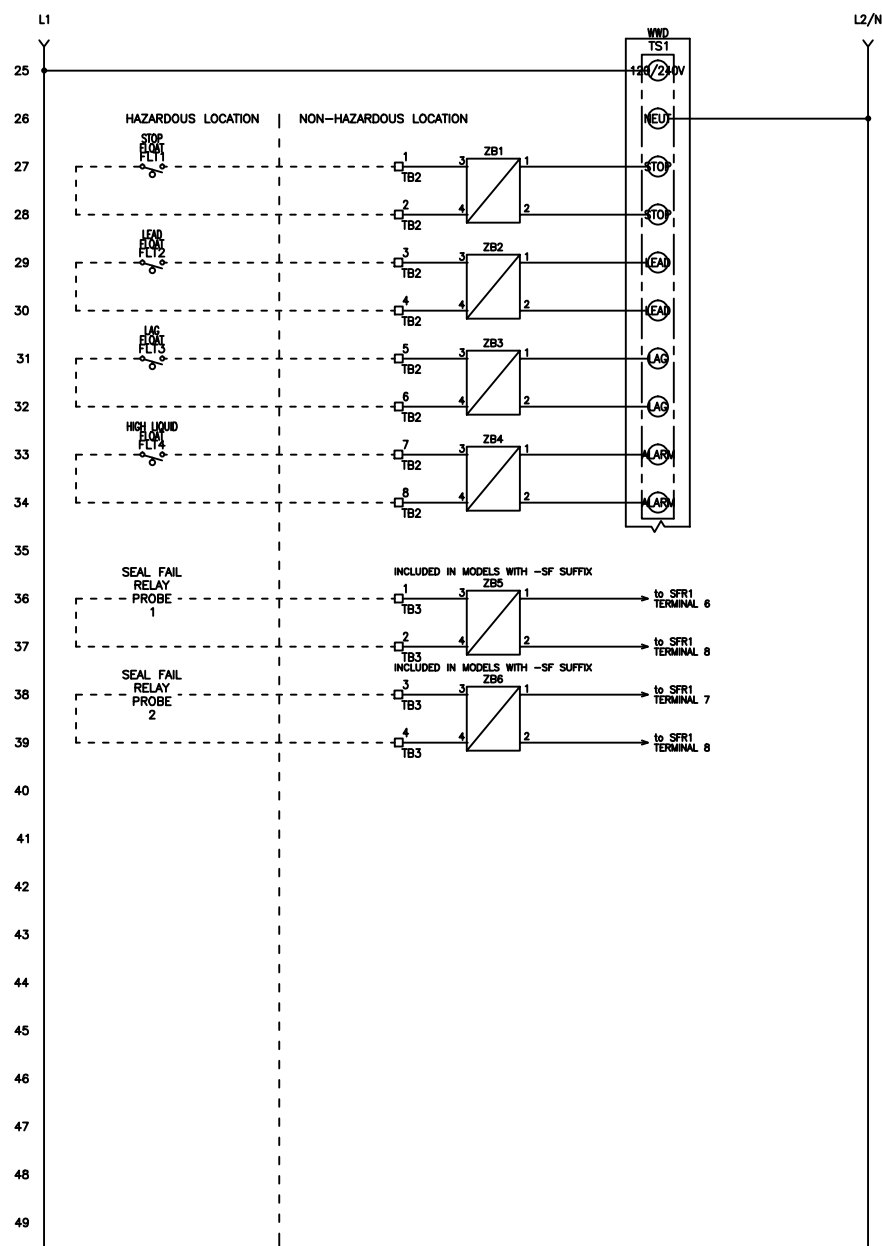 L1
L2/N
WWD
TS1
25
120/240V
26
HAZARDOUS LOCATION
NON-HAZARDOUS LOCATION
NEUT
STOP
FLOAT
FLT1
27
1
TB2
3
ZB1
1
STOP
28
2
TB2
4
2
STOP
LEAD
FLOAT
FLT2
29
3
TB2
3
ZB2
1
LEAD
30
4
TB2
4
2
LEAD
LAG
FLOAT
FLT3
31
5
TB2
3
ZB3
1
LAG
32
6
TB2
4
2
LAG
HIGH LIQUID
FLOAT
FLT4
33
7
TB2
3
ZB4
1
ALARM
34
8
TB2
4
2
ALARM
35
SEAL FAIL
RELAY
PROBE
1
INCLUDED IN MODELS WITH -SF SUFFIX
36
1
TB3
3
ZB5
1
to SFR1
TERMINAL 6
37
2
TB3
4
2
to SFR1
TERMINAL 8
SEAL FAIL
RELAY
PROBE
2
INCLUDED IN MODELS WITH -SF SUFFIX
38
3
TB3
3
ZB6
1
to SFR1
TERMINAL 7
39
4
TB3
4
2
to SFR1
TERMINAL 8
40
41
42
43
44
45
46
47
48
49